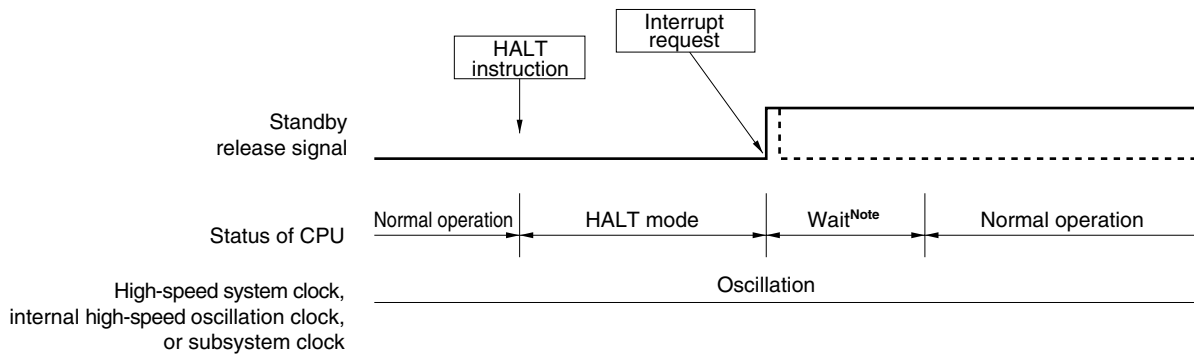 Interrupt
request
HALT
instruction
Standby
release signal
Status of CPU
Normal operation
HALT mode
WaitNote
Normal operation
High-speed system clock,
internal high-speed oscillation clock,
or subsystem clock
Oscillation